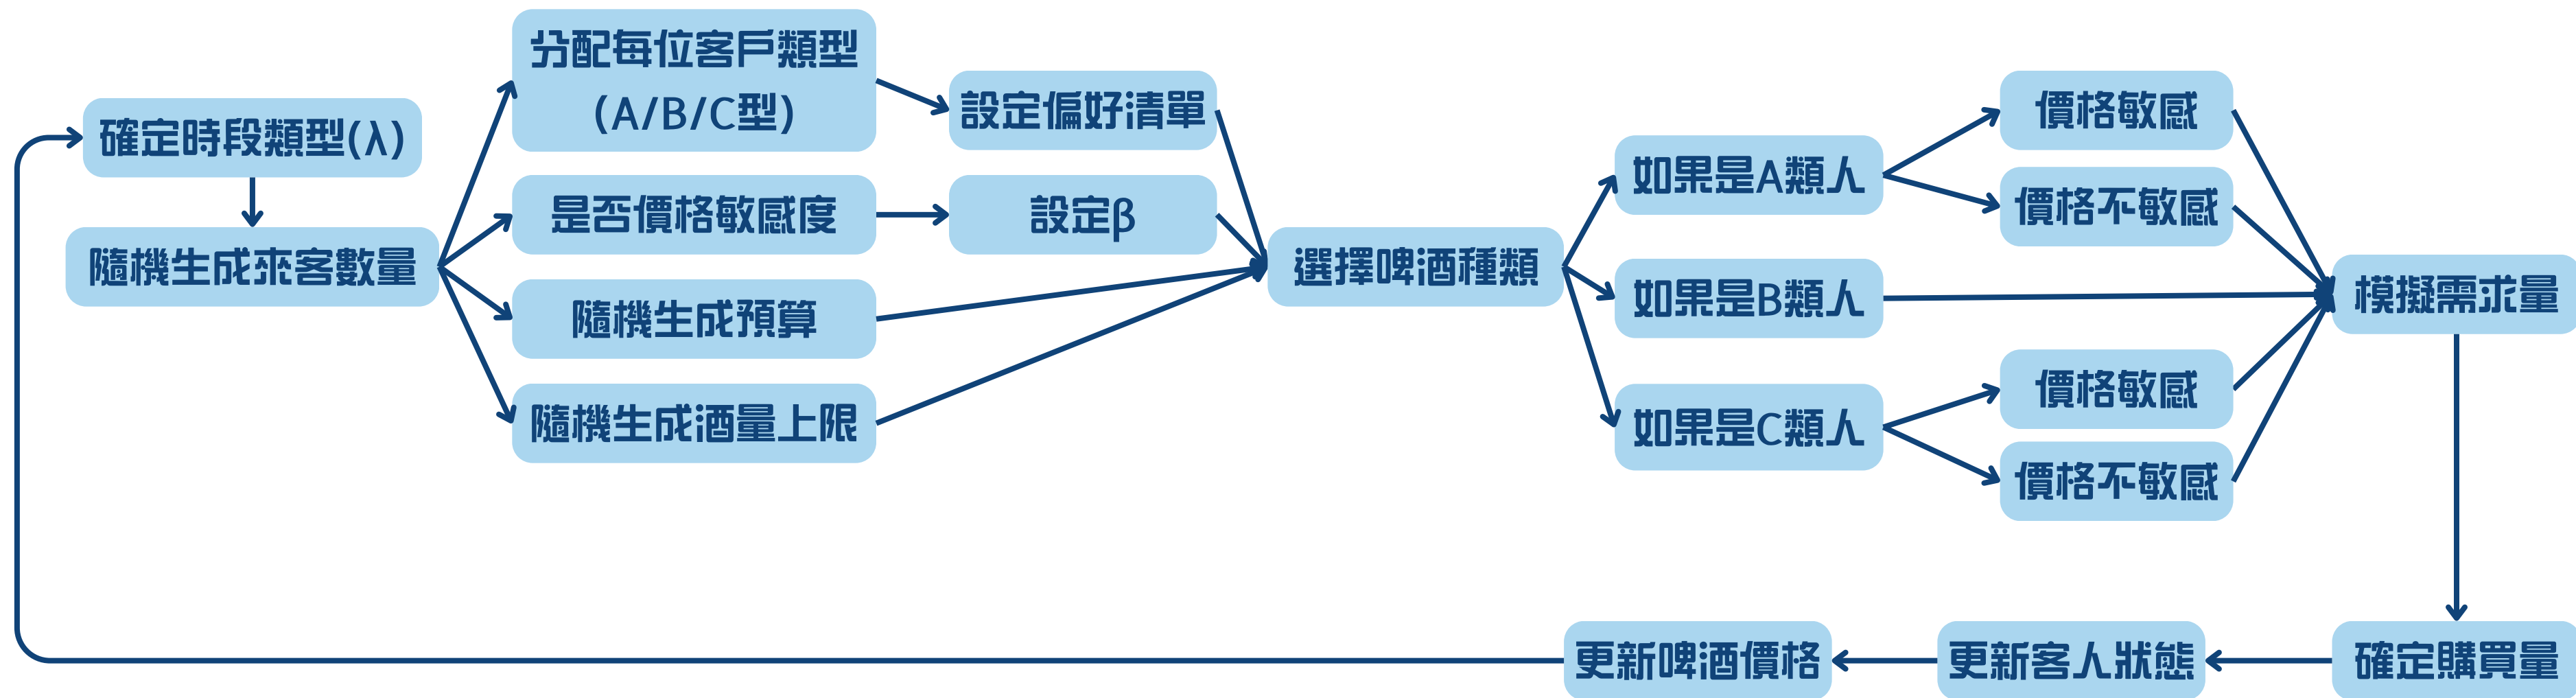 確定時段類型(λ)
隨機生成來客數量
分配每位客戶類型
(A/B/C型)
設定偏好清單
是否價格敏感度
設定β
隨機生成預算
隨機生成酒量上限
選擇啤酒種類
如果是A類人
價格敏感
價格不敏感
如果是B類人
如果是C類人
價格敏感
價格不敏感
模擬需求量
確定購買量
更新客人狀態
更新啤酒價格